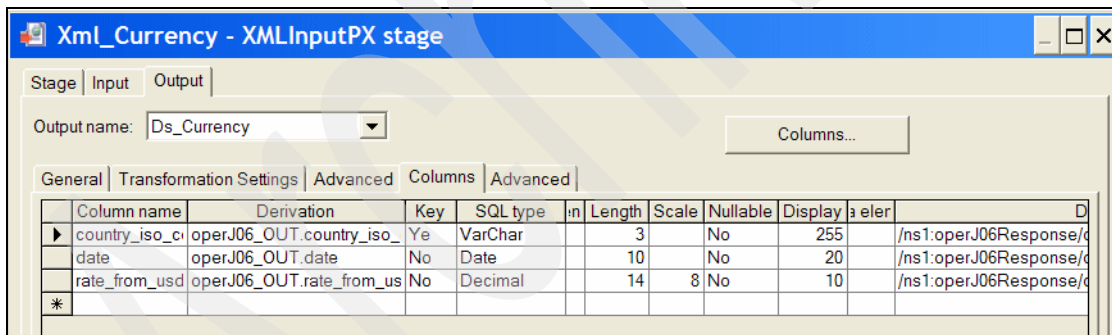 Xml_Currency - XMLInputPX stage
Stage Input Output
Output name: Ds_Currency Columns...
General Transformation Settings Advanced Columns Advanced
Column name Derivation Key SQL type en Length Scale Nullable Display a eler D
country_iso_c operJ06_OUT.country_iso_ Ye VarChar 3 No 255 /ns1:operJ06Response/c
date operJ06_OUT.date No Date 10 No 20 /ns1:operJ06Response/c
rate_from_usd operJ06_OUT.rate_from_us No Decimal 14 8 No 10 /ns1:operJ06Response/c
*